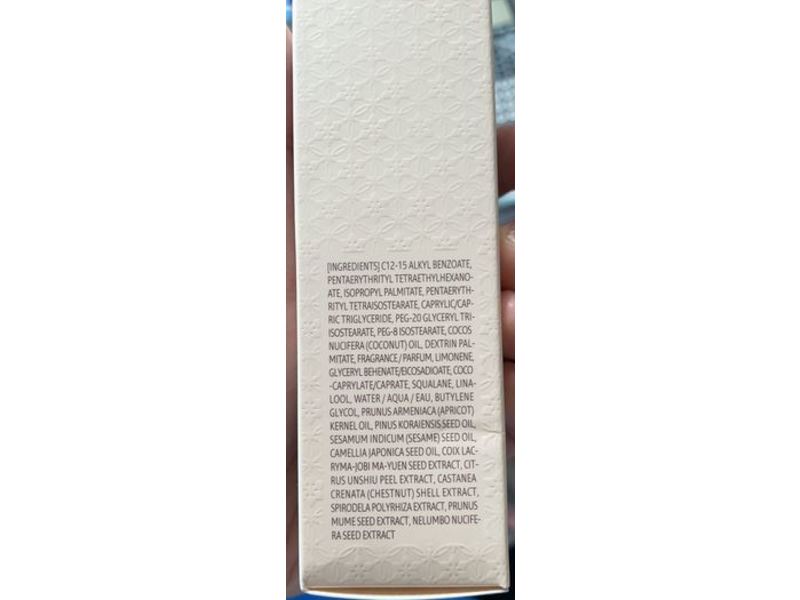 [INGREDIENTS] C12-15 ALKYL BENZOATE,
PENTAERYTHRITYL TETRAETHYLHEXANO-
ATE, ISOPROPYL PALMITATE, PENTAERYTH-
RITYL TETRAISOSTEARATE, CAPRYLIC/CAP-
RIC TRIGLYCERIDE, PEG-20 GLYCERYL TRI-
ISOSTEARATE, PEG-8 ISOSTEARATE, COCOS
NUCIFERA (COCONUT) OIL, DEXTRIN PAL-
MITATE, FRAGRANCE / PARFUM, LIMONENE,
GLYCERYL BEHENATE/EICOSADIOATE, COCO
-CAPRYLATE/CAPRATE, SQUALANE, LINA-
LOOL, WATER / AQUA / EAU, BUTYLENE
GLYCOL, PRUNUS ARMENIACA (APRICOT)
KERNEL OIL, PINUS KORAIENSIS SEED OIL,
SESAMUM INDICUM (SESAME) SEED OIL,
CAMELLIA JAPONICA SEED OIL, COIX LAC-
RYMA-JOBI MA-YUEN SEED EXTRACT, CIT-
RUS UNSHIU PEEL EXTRACT, CASTANEA
CRENATA (CHESTNUT) SHELL EXTRACT,
SPIRODELA POLYRHIZA EXTRACT, PRUNUS
MUME SEED EXTRACT, NELUMBO NUCIFE-
RA SEED EXTRACT